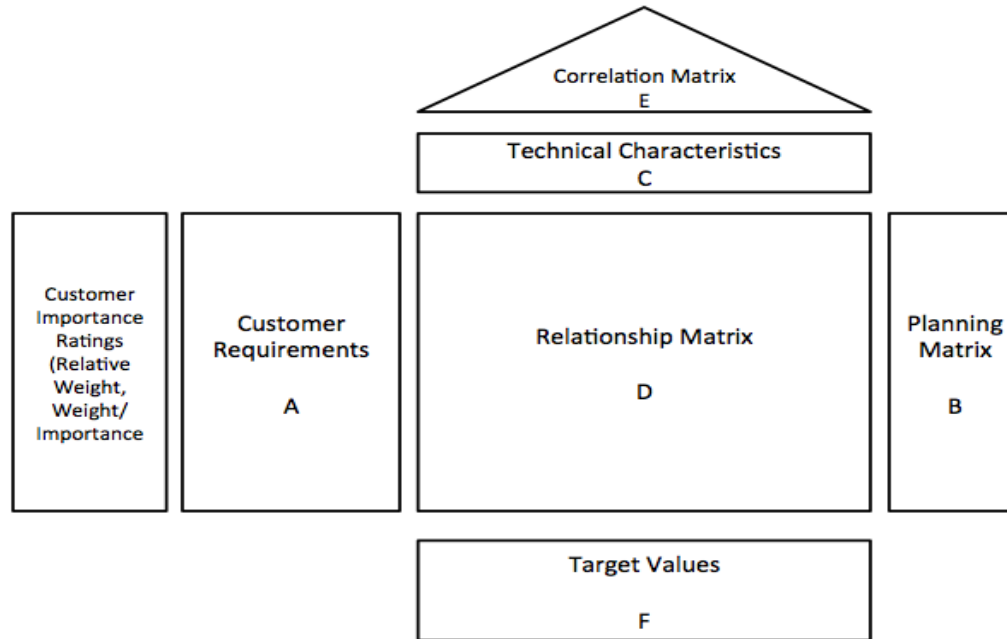 Correlation Matrix
E
Technical Characteristics
C
Customer
Importance
Ratings
(Relative
Weight,
Weight/
Importance
Customer
Requirements
A
Relationship Matrix
D
Planning
Matrix
B
Target Values
F